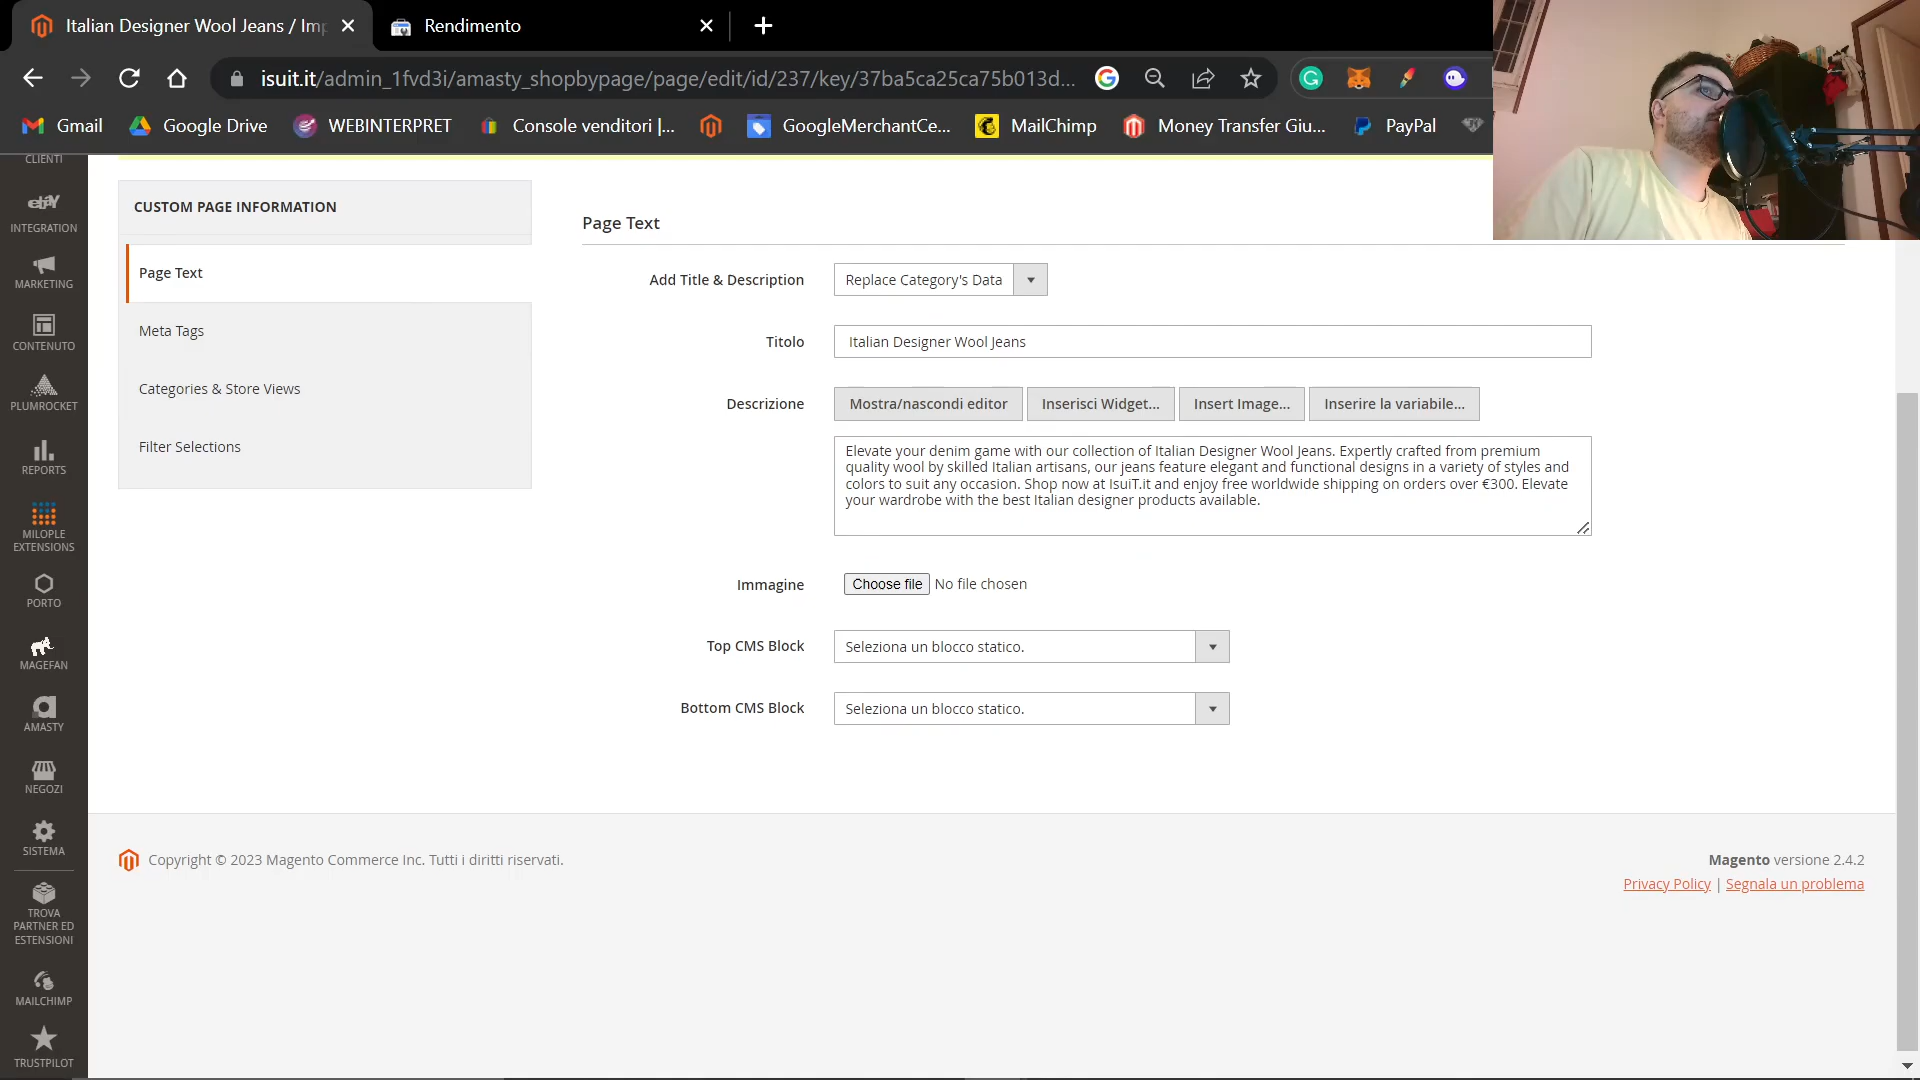 Italian Designer Wool Jeans / Imp
Rendimento
isuit.it/admin_1fvd3i/amasty_shopbypage/page/edit/id/237/key/37ba5ca25ca75b013d...
Gmail
Google Drive
WEBINTERPRET
Console venditori |...
GoogleMerchantCe...
MailChimp
Money Transfer Giu...
PayPal
CLIENTI
ebay
INTEGRATION
MARKETING
CONTENUTO
PLUMROCKET
REPORTS
MILOPLE
EXTENSIONS
PORTO
MAGEFAN
AMASTY
NEGOZI
SISTEMA
TROVA
PARTNER ED
ESTENSIONI
MAILCHIMP
TRUSTPILOT
CUSTOM PAGE INFORMATION
Page Text
Meta Tags
Categories & Store Views
Filter Selections
Page Text
Add Title & Description
Replace Category's Data
Titolo
Italian Designer Wool Jeans
Descrizione
Mostra/nascondi editor
Inserisci Widget...
Insert Image...
Inserire la variabile...
Elevate your denim game with our collection of Italian Designer Wool Jeans. Expertly crafted from premium
quality wool by skilled Italian artisans, our jeans feature elegant and functional designs in a variety of styles and
colors to suit any occasion. Shop now at IsuiT.it and enjoy free worldwide shipping on orders over €300. Elevate
your wardrobe with the best Italian designer products available.
Immagine
Choose file No file chosen
Top CMS Block
Seleziona un blocco statico.
Bottom CMS Block
Seleziona un blocco statico.
Copyright © 2023 Magento Commerce Inc. Tutti i diritti riservati.
Magento versione 2.4.2
Privacy Policy | Segnala un problema